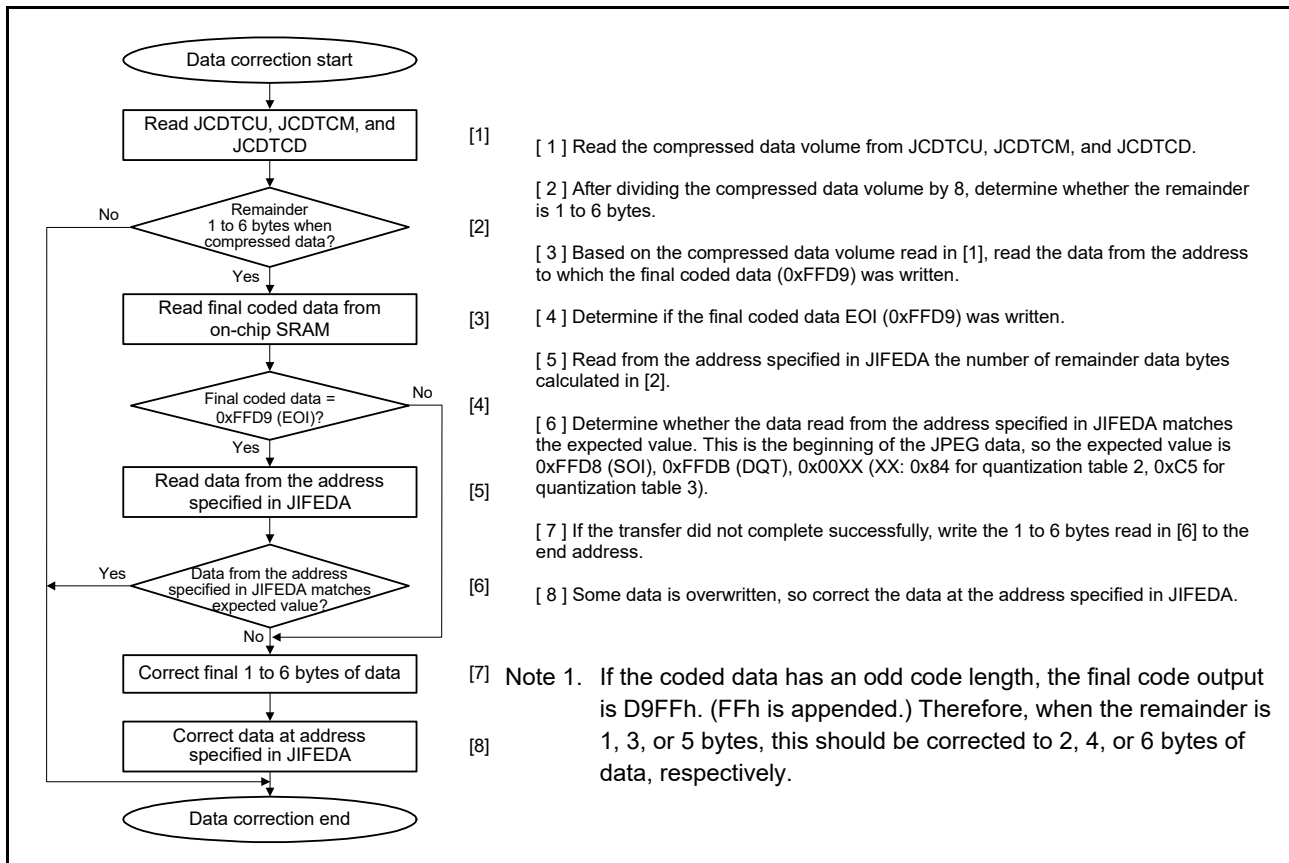 Data correction start
Read JCDTCU, JCDTCM, and
JCDTCD
[1]
Remainder
1 to 6 bytes when
compressed data?
No
[2]
Yes
Read final coded data from
on-chip SRAM
[3]
Final coded data =
0xFFD9 (EOI)?
No
[4]
Yes
Read data from the address
specified in JIFEDA
[5]
Yes
Data from the address
specified in JIFEDA matches
expected value?
[6]
No
Correct final 1 to 6 bytes of data
[7]
Correct data at address
specified in JIFEDA
[8]
Data correction end
[ 1 ] Read the compressed data volume from JCDTCU, JCDTCM, and JCDTCD.
[ 2 ] After dividing the compressed data volume by 8, determine whether the remainder
is 1 to 6 bytes.
[ 3 ] Based on the compressed data volume read in [1], read the data from the address
to which the final coded data (0xFFD9) was written.
[ 4 ] Determine if the final coded data EOI (0xFFD9) was written.
[ 5 ] Read from the address specified in JIFEDA the number of remainder data bytes
calculated in [2].
[ 6 ] Determine whether the data read from the address specified in JIFEDA matches
the expected value. This is the beginning of the JPEG data, so the expected value is
0xFFD8 (SOI), 0xFFDB (DQT), 0x00XX (XX: 0x84 for quantization table 2, 0xC5 for
quantization table 3).
[ 7 ] If the transfer did not complete successfully, write the 1 to 6 bytes read in [6] to the
end address.
[ 8 ] Some data is overwritten, so correct the data at the address specified in JIFEDA.
Note 1. If the coded data has an odd code length, the final code output
is D9FFh. (FFh is appended.) Therefore, when the remainder is
1, 3, or 5 bytes, this should be corrected to 2, 4, or 6 bytes of
data, respectively.